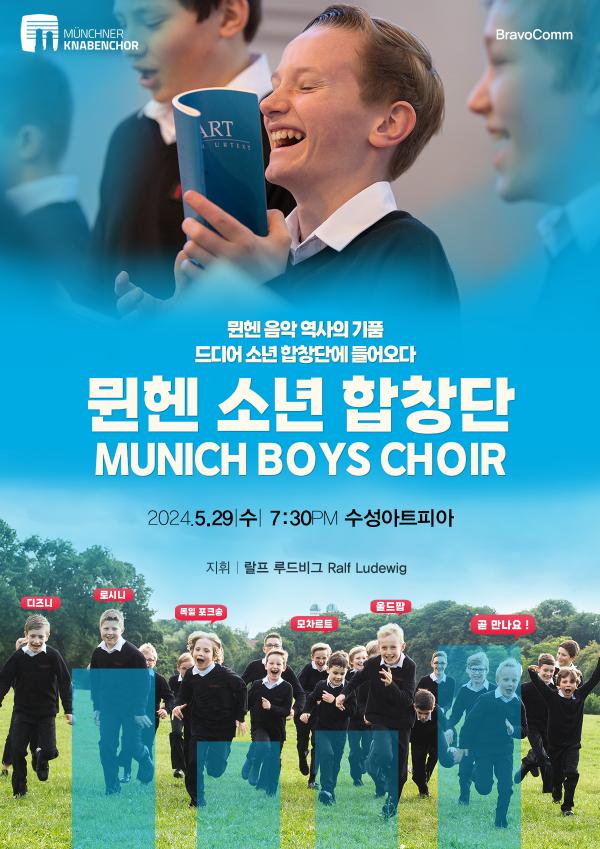 MÜNCHNER
KNABENCHOR
BravoComm
ART
URTEXT
뮌헨 음악 역사의 기품
드디어 소년 합창단에 들어오다
뮌헨 소년 합창단
MUNICH BOYS CHOIR
2024.5.29|수| 7:30PM 수성아트피아
지휘 | 랄프 루드비그 Ralf Ludewig
디즈니
로시니
독일 포크송
모차르트
올드팝
곧 만나요 !